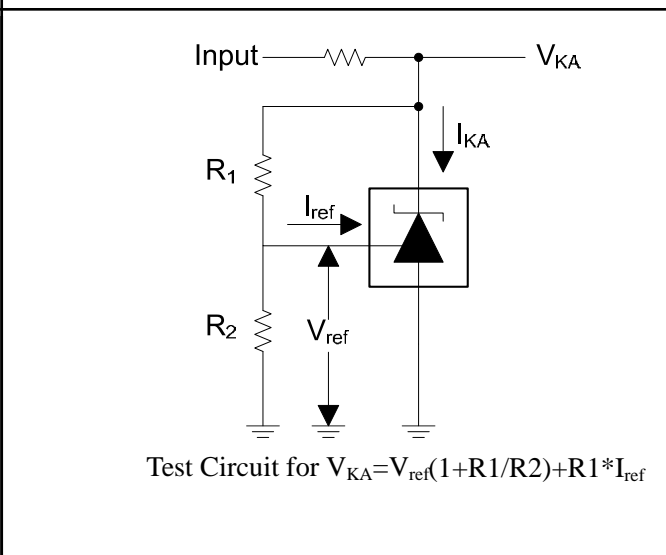 Input
V_KA
I_KA
R_1
I_ref
R_2
V_ref
Test Circuit for V_KA=V_ref(1+R1/R2)+R1*I_ref